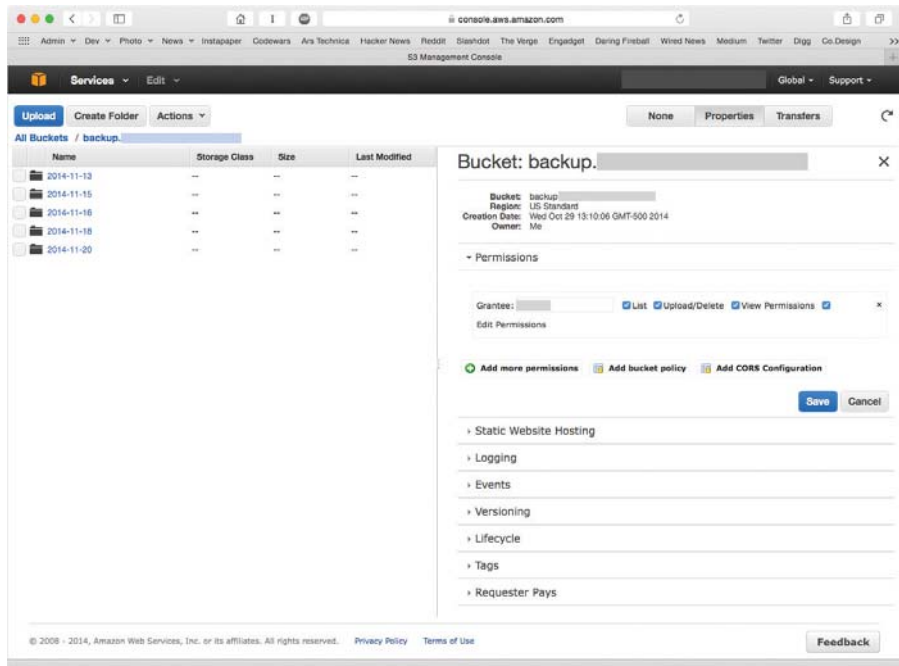 console.aws.amazon.com
Admin Dev Photo News Instapaper Codewars Ars Technica Hacker News Reddit Slashdot The Verge Engadget Daring Fireball Wired News Medium Twitter Digg Co.Design >>
S3 Management Console
Services Edit Global Support
Upload Create Folder Actions None Properties Transfers
All Buckets / backup.
Name Storage Class Size Last Modified
2014-11-13 -- -- --
2014-11-15 -- -- --
2014-11-16 -- -- --
2014-11-18 -- -- --
2014-11-20 -- -- --
Bucket: backup. ×
Bucket: backup
Region: US Standard
Creation Date: Wed Oct 29 13:10:06 GMT-500 2014
Owner: Me
Permissions
Grantee: List Upload/Delete View Permissions ×
Edit Permissions
Add more permissions Add bucket policy Add CORS Configuration
Save Cancel
Static Website Hosting
Logging
Events
Versioning
Lifecycle
Tags
Requester Pays
© 2008 - 2014, Amazon Web Services, Inc. or its affiliates. All rights reserved. Privacy Policy Terms of Use Feedback